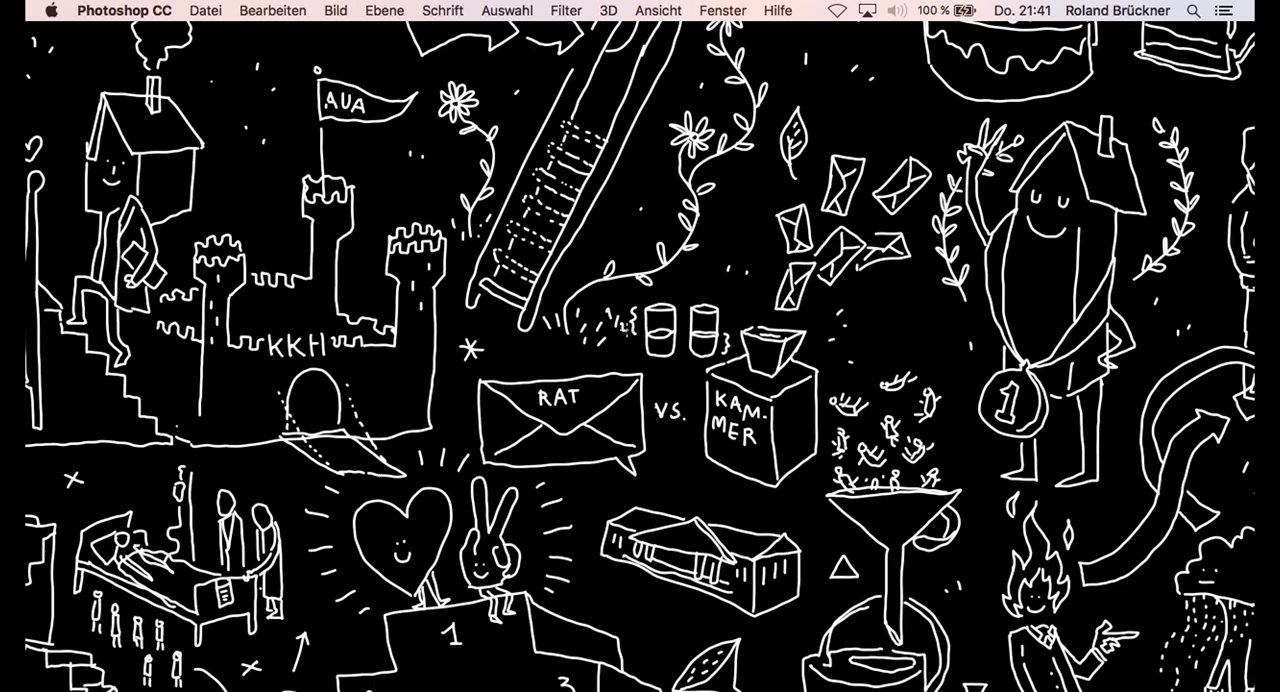 Photoshop CC Datei Bearbeiten Bild Ebene Schrift Auswahl Filter 3D Ansicht Fenster Hilfe 100 % Do. 21:41 Roland Brückner
AUA
KKH
RAT
VS.
KAM-
MER
1
1
3